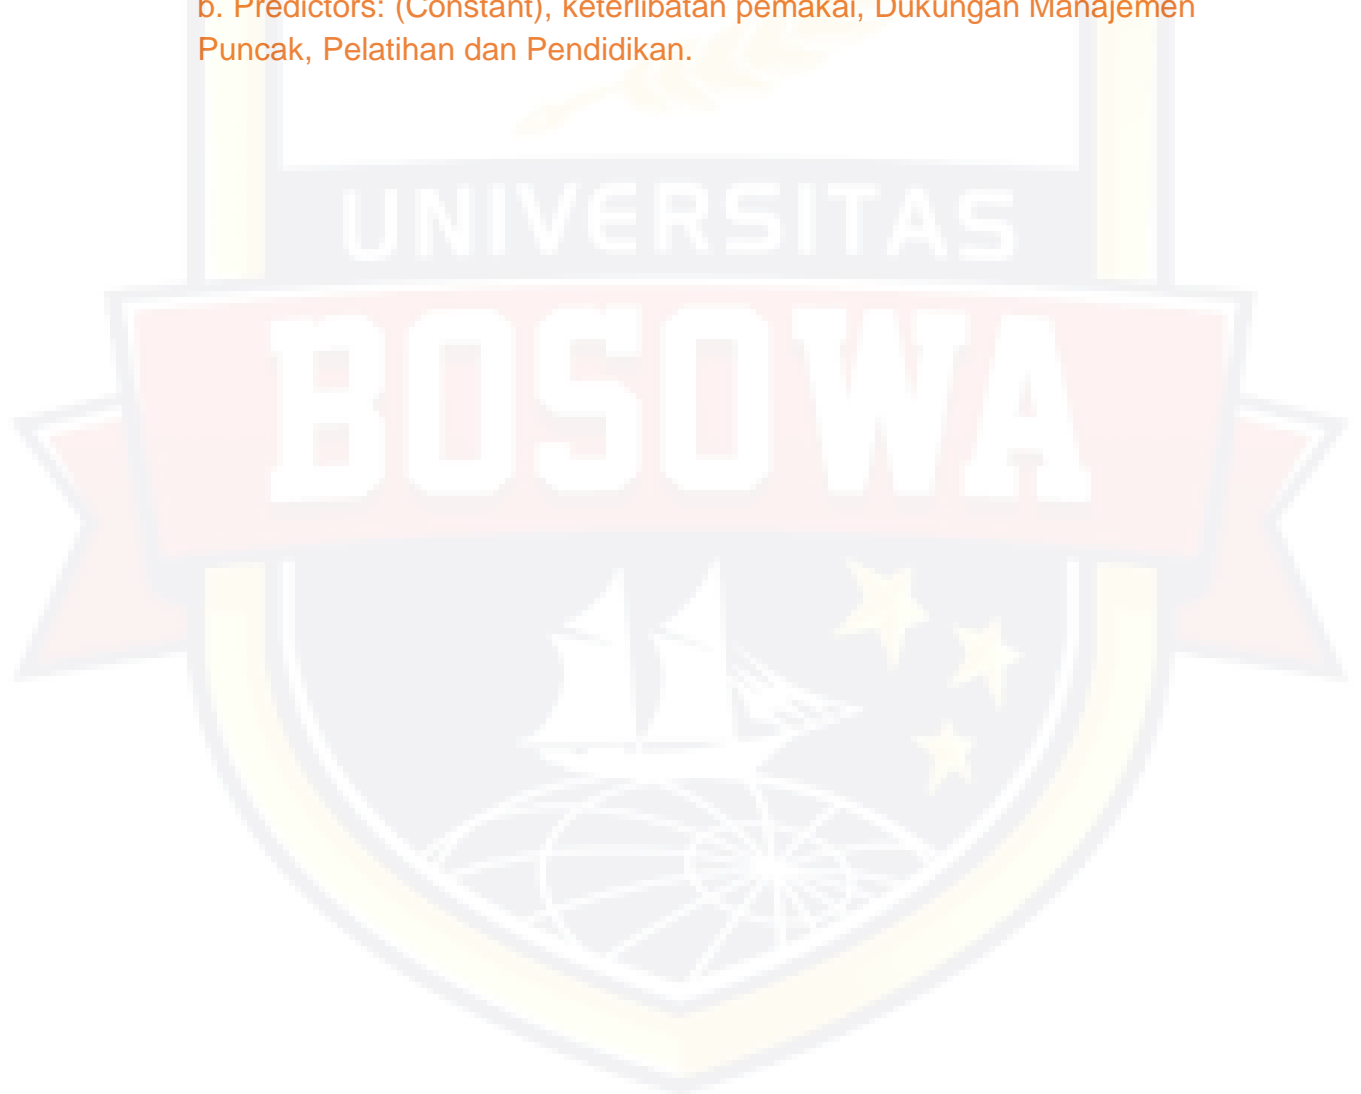 b. Predictors: (Constant), keterlibatan pemakai, Dukungan Manajemen
Puncak, Pelatihan dan Pendidikan.
UNIVERSITAS
BOSOWA